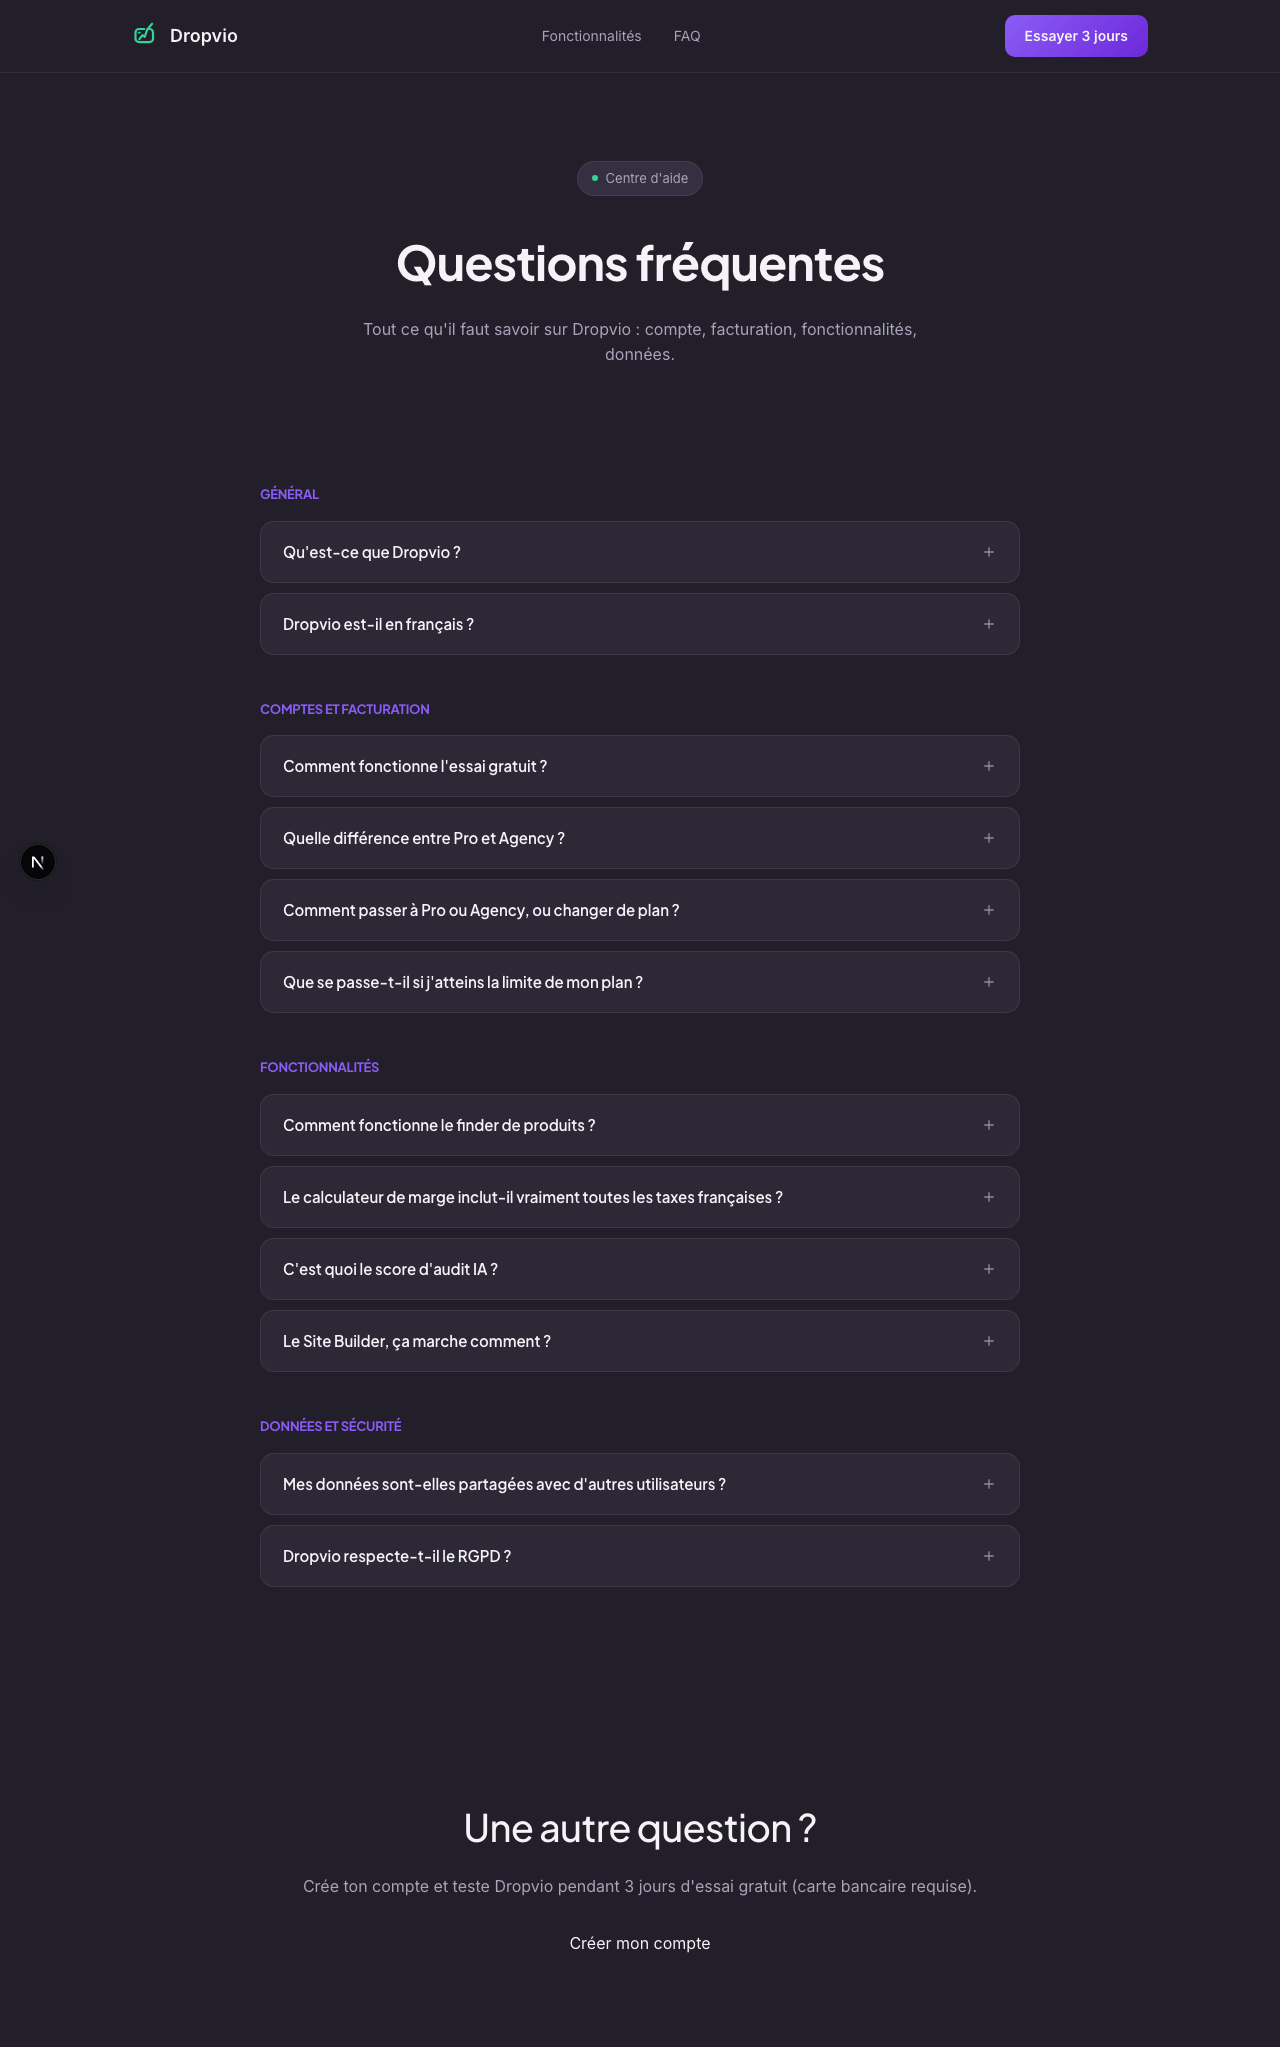 Dropvio
Fonctionnalités
FAQ
Essayer 3 jours
Centre d'aide
Questions fréquentes
Tout ce qu'il faut savoir sur Dropvio : compte, facturation, fonctionnalités,
données.
GÉNÉRAL
Qu'est-ce que Dropvio ?
Dropvio est-il en français ?
COMPTES ET FACTURATION
Comment fonctionne l'essai gratuit ?
Quelle différence entre Pro et Agency ?
Comment passer à Pro ou Agency, ou changer de plan ?
Que se passe-t-il si j'atteins la limite de mon plan ?
N
FONCTIONNALITÉS
Comment fonctionne le finder de produits ?
Le calculateur de marge inclut-il vraiment toutes les taxes françaises ?
C'est quoi le score d'audit IA ?
Le Site Builder, ça marche comment ?
DONNÉES ET SÉCURITÉ
Mes données sont-elles partagées avec d'autres utilisateurs ?
Dropvio respecte-t-il le RGPD ?
Une autre question ?
Crée ton compte et teste Dropvio pendant 3 jours d'essai gratuit (carte bancaire requise).
Créer mon compte